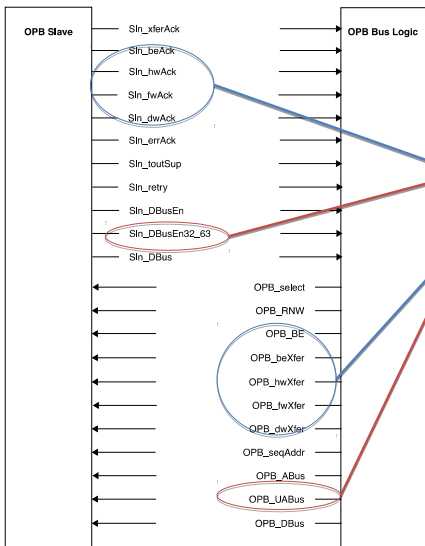 OPB Slave
OPB Bus Logic
Sln_xferAck
Sln_beAck
Sln_hwAck
Sln_fwAck
Sln_dwAck
Sln_errAck
Sln_toutSup
Sln_retry
Sln_DBusEn
Sln_DBusEn32_63
Sln_DBus
OPB_select
OPB_RNW
OPB_BE
OPB_beXfer
OPB_hwXfer
OPB_fwXfer
OPB_dwXfer
OPB_seqAddr
OPB_ABus
OPB_UABus
OPB_DBus